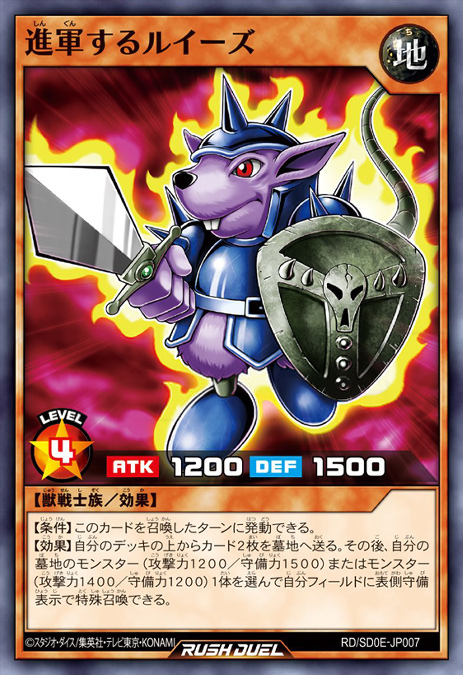 進軍するルイーズ
地
LEVEL
4
ATK 1200 DEF 1500
【獣戦士族／効果】
【条件】このカードを召喚したターンに発動できる。
【効果】自分のデッキの上からカード2枚を墓地へ送る。その後、自分の
墓地のモンスター(攻撃力1200／守備力1500)またはモンスター
(攻撃力1400／守備力1200)1体を選んで自分フィールドに表側守備
表示で特殊召喚できる。
©スタジオ・ダイス/集英社・テレビ東京・KONAMI
RUSH DUEL
RD/SD0E-JP007